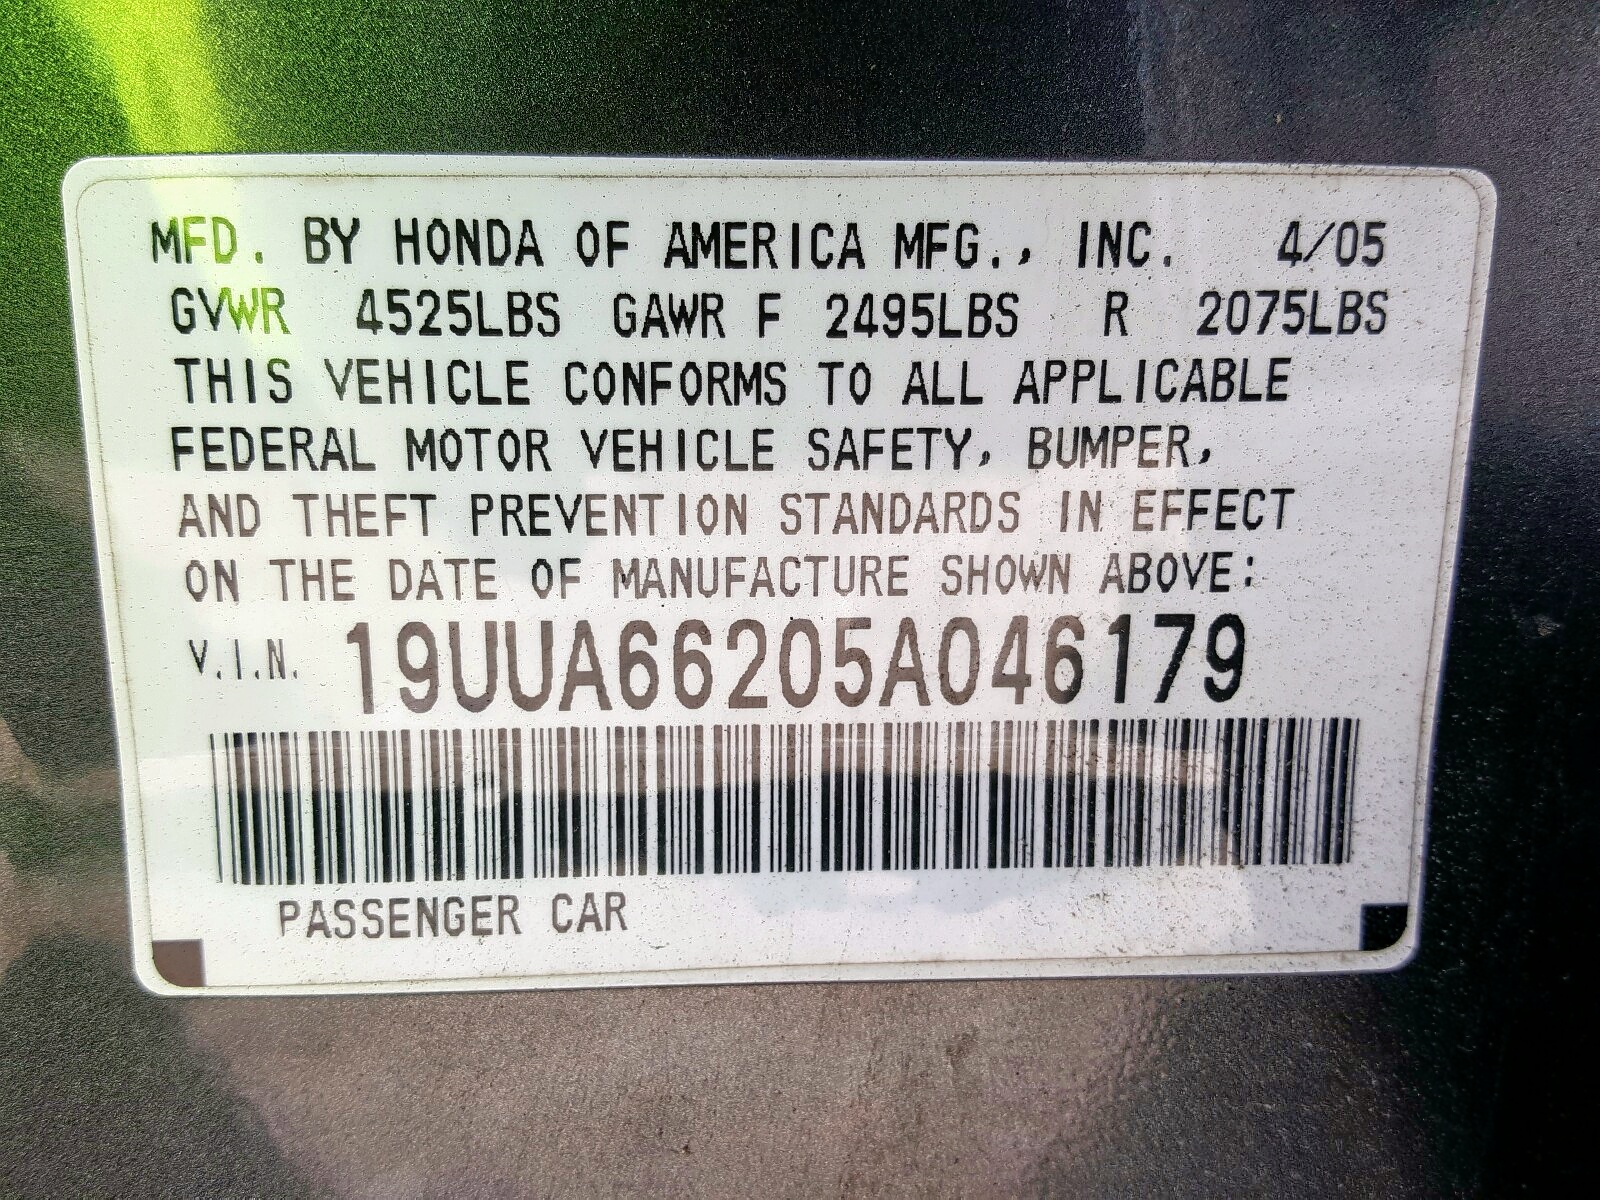 MFD. BY HONDA OF AMERICA MFG., INC. 4/05
GVWR 4525LBS GAWR F 2495LBS R 2075LBS
THIS VEHICLE CONFORMS TO ALL APPLICABLE
FEDERAL MOTOR VEHICLE SAFETY, BUMPER,
AND THEFT PREVENTION STANDARDS IN EFFECT
ON THE DATE OF MANUFACTURE SHOWN ABOVE:
V.I.N. 19UUA66205A046179
PASSENGER CAR